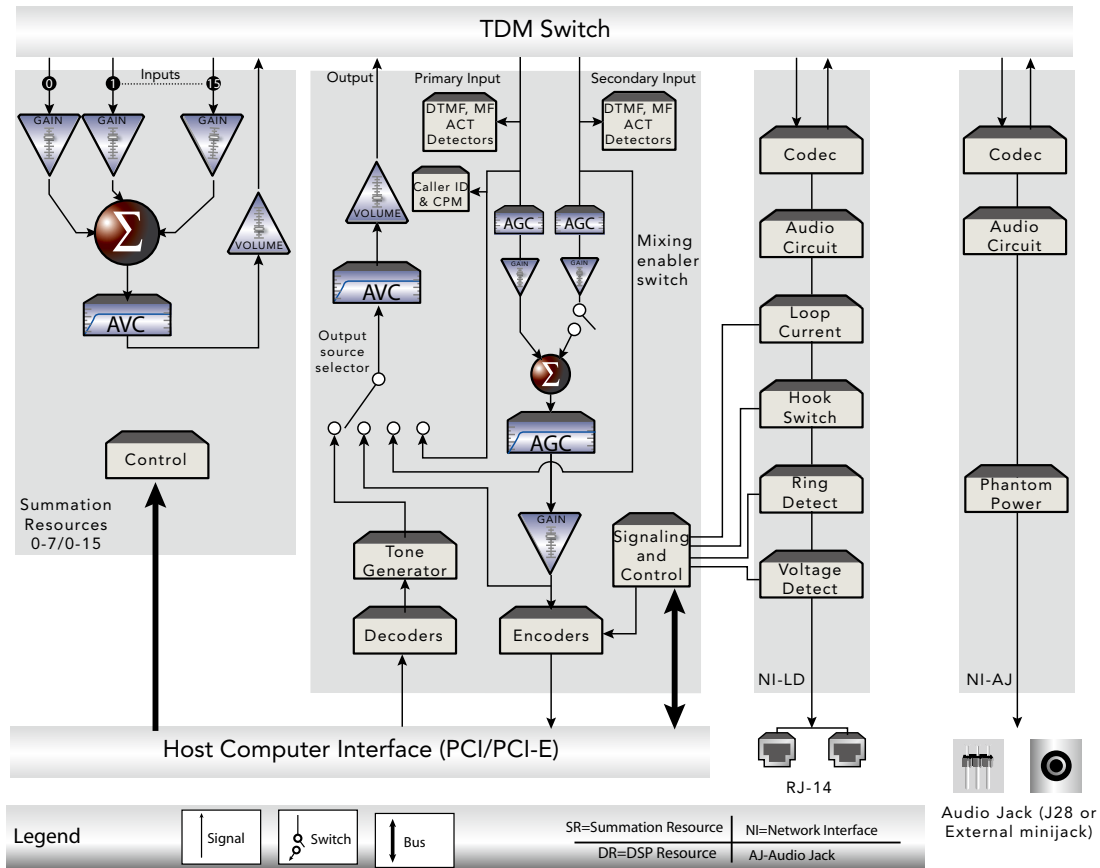 TDM Switch
0
1
Inputs
15
GAIN
GAIN
GAIN
Σ
VOLUME
AVC
Control
Summation
Resources
0-7/0-15
Output
Primary Input
Secondary Input
DTMF, MF
ACT
Detectors
DTMF, MF
ACT
Detectors
Caller ID
& CPM
VOLUME
AGC
AGC
GAIN
GAIN
Mixing
enabler
switch
AVC
Output
source
selector
Σ
AGC
GAIN
Tone
Generator
Signaling
and
Control
Decoders
Encoders
Codec
Audio
Circuit
Loop
Current
Hook
Switch
Ring
Detect
Voltage
Detect
NI-LD
Codec
Audio
Circuit
Phantom
Power
NI-AJ
Host Computer Interface (PCI/PCI-E)
RJ-14
Audio Jack (J28 or
External minijack)
Legend
Signal
Switch
Bus
SR=Summation Resource
NI=Network Interface
DR=DSP Resource
AJ-Audio Jack